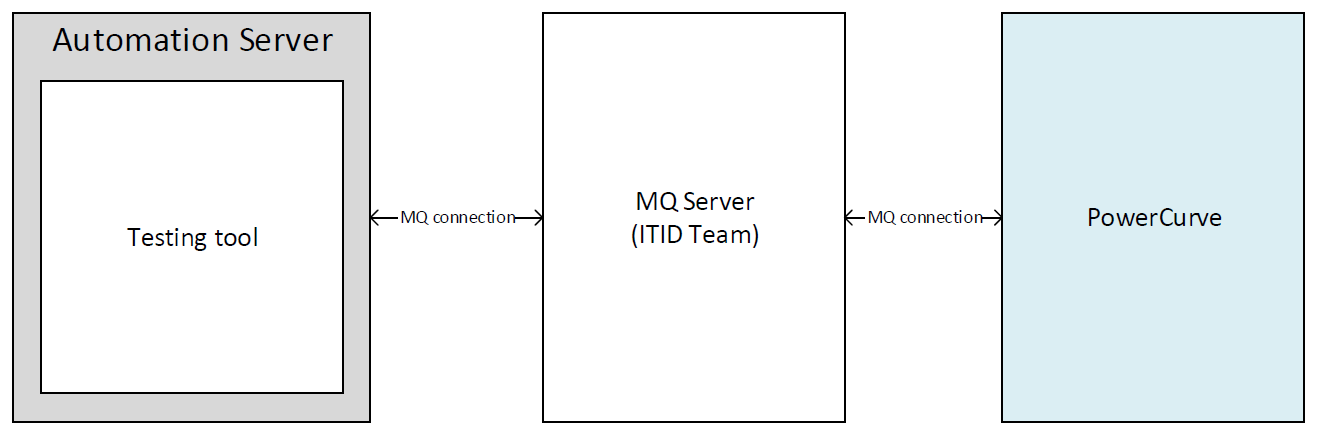 Automation Server
Testing tool
MQ connection
MQ Server
(ITID Team)
MQ connection
PowerCurve